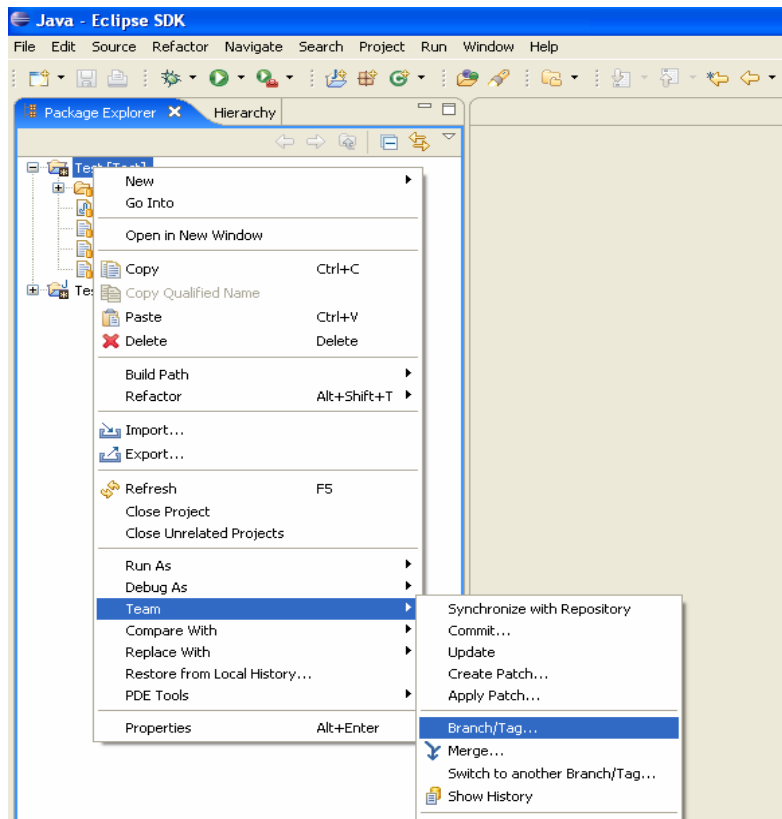 Java - Eclipse SDK
File Edit Source Refactor Navigate Search Project Run Window Help
Package Explorer Hierarchy
Test [Test]
New
Go Into
Open in New Window
Copy Ctrl+C
Copy Qualified Name
Paste Ctrl+V
Delete Delete
Build Path
Refactor Alt+Shift+T
Import...
Export...
Refresh F5
Close Project
Close Unrelated Projects
Run As
Debug As
Team
Compare With
Replace With
Restore from Local History...
PDE Tools
Properties Alt+Enter
Synchronize with Repository
Commit...
Update
Create Patch...
Apply Patch...
Branch/Tag...
Merge...
Switch to another Branch/Tag...
Show History